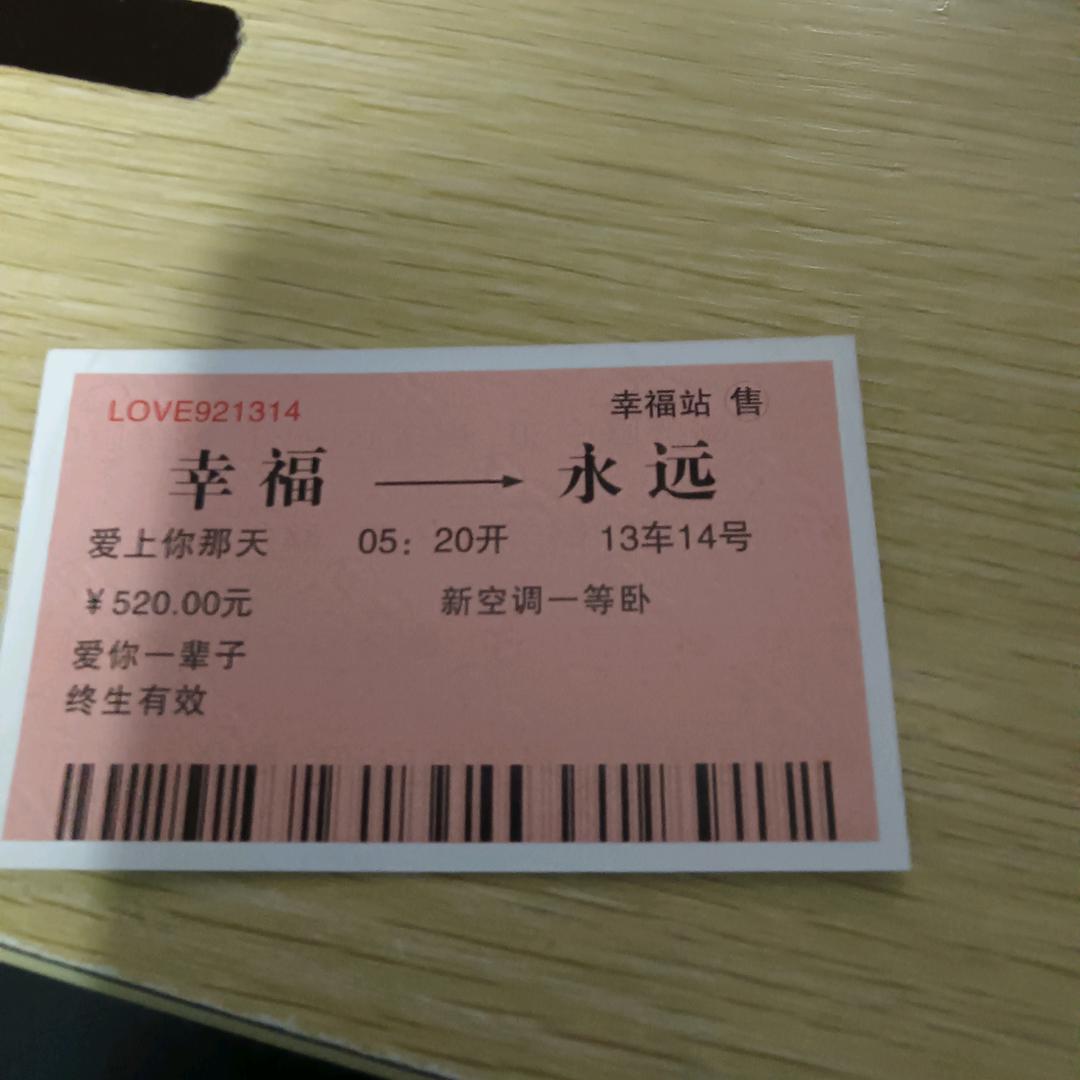 LOVE921314 幸福站 售
幸福 → 永远
爱上你那天 05：20开 13车14号
¥520.00元 新空调一等卧
爱你一辈子
终生有效